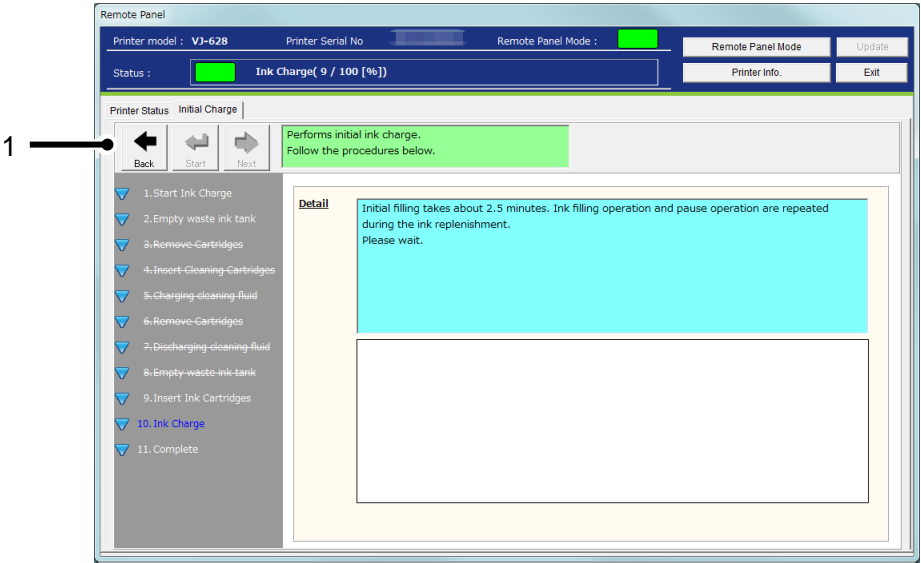 Remote Panel
Printer model : VJ-628 Printer Serial No Remote Panel Mode :
Remote Panel Mode Update
Status : Ink Charge( 9 / 100 [%])
Printer Info. Exit
Printer Status Initial Charge
1
Back Start Next
Performs initial ink charge.
Follow the procedures below.
1.Start Ink Charge
2.Empty waste ink tank
3.Remove Cartridges
4.Insert Cleaning Cartridges
5.Charging cleaning fluid
6.Remove Cartridges
7.Discharging cleaning fluid
8.Empty waste ink tank
9.Insert Ink Cartridges
10.Ink Charge
11.Complete
Detail
Initial filling takes about 2.5 minutes. Ink filling operation and pause operation are repeated
during the ink replenishment.
Please wait.